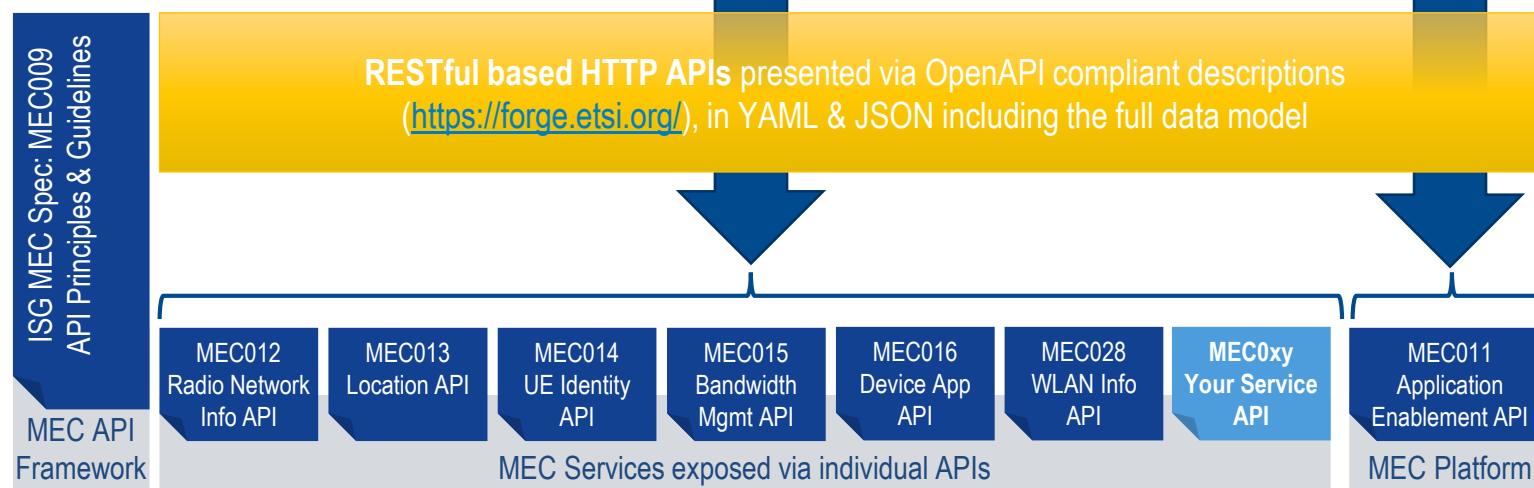 ISG MEC Spec: MEC009
API Principles & Guidelines
MEC API
Framework
RESTful based HTTP APIs presented via OpenAPI compliant descriptions
(https://forge.etsi.org/), in YAML & JSON including the full data model
MEC012
Radio Network
Info API
MEC013
Location API
MEC014
UE Identity
API
MEC015
Bandwidth
Mgmt API
MEC016
Device App
API
MEC028
WLAN Info
API
MEC0xy
Your Service
API
MEC Services exposed via individual APIs
MEC011
Application
Enablement API
MEC Platform